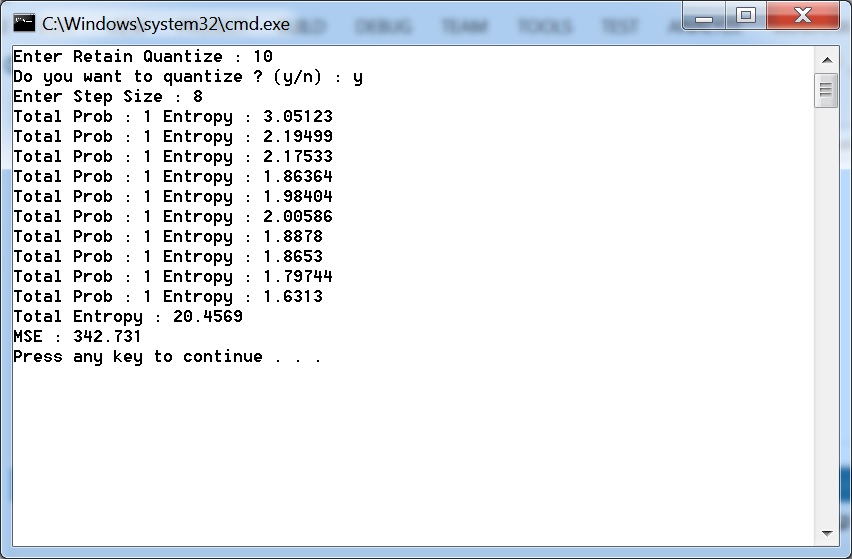 C:\Windows\system32\cmd.exe
DEBUG TEAM TOOLS TEST
Enter Retain Quantize : 10
Do you want to quantize ? (y/n) : y
Enter Step Size : 8
Total Prob : 1 Entropy : 3.05123
Total Prob : 1 Entropy : 2.19499
Total Prob : 1 Entropy : 2.17533
Total Prob : 1 Entropy : 1.86364
Total Prob : 1 Entropy : 1.98404
Total Prob : 1 Entropy : 2.00586
Total Prob : 1 Entropy : 1.8878
Total Prob : 1 Entropy : 1.8653
Total Prob : 1 Entropy : 1.79744
Total Prob : 1 Entropy : 1.6313
Total Entropy : 20.4569
MSE : 342.731
Press any key to continue . . .